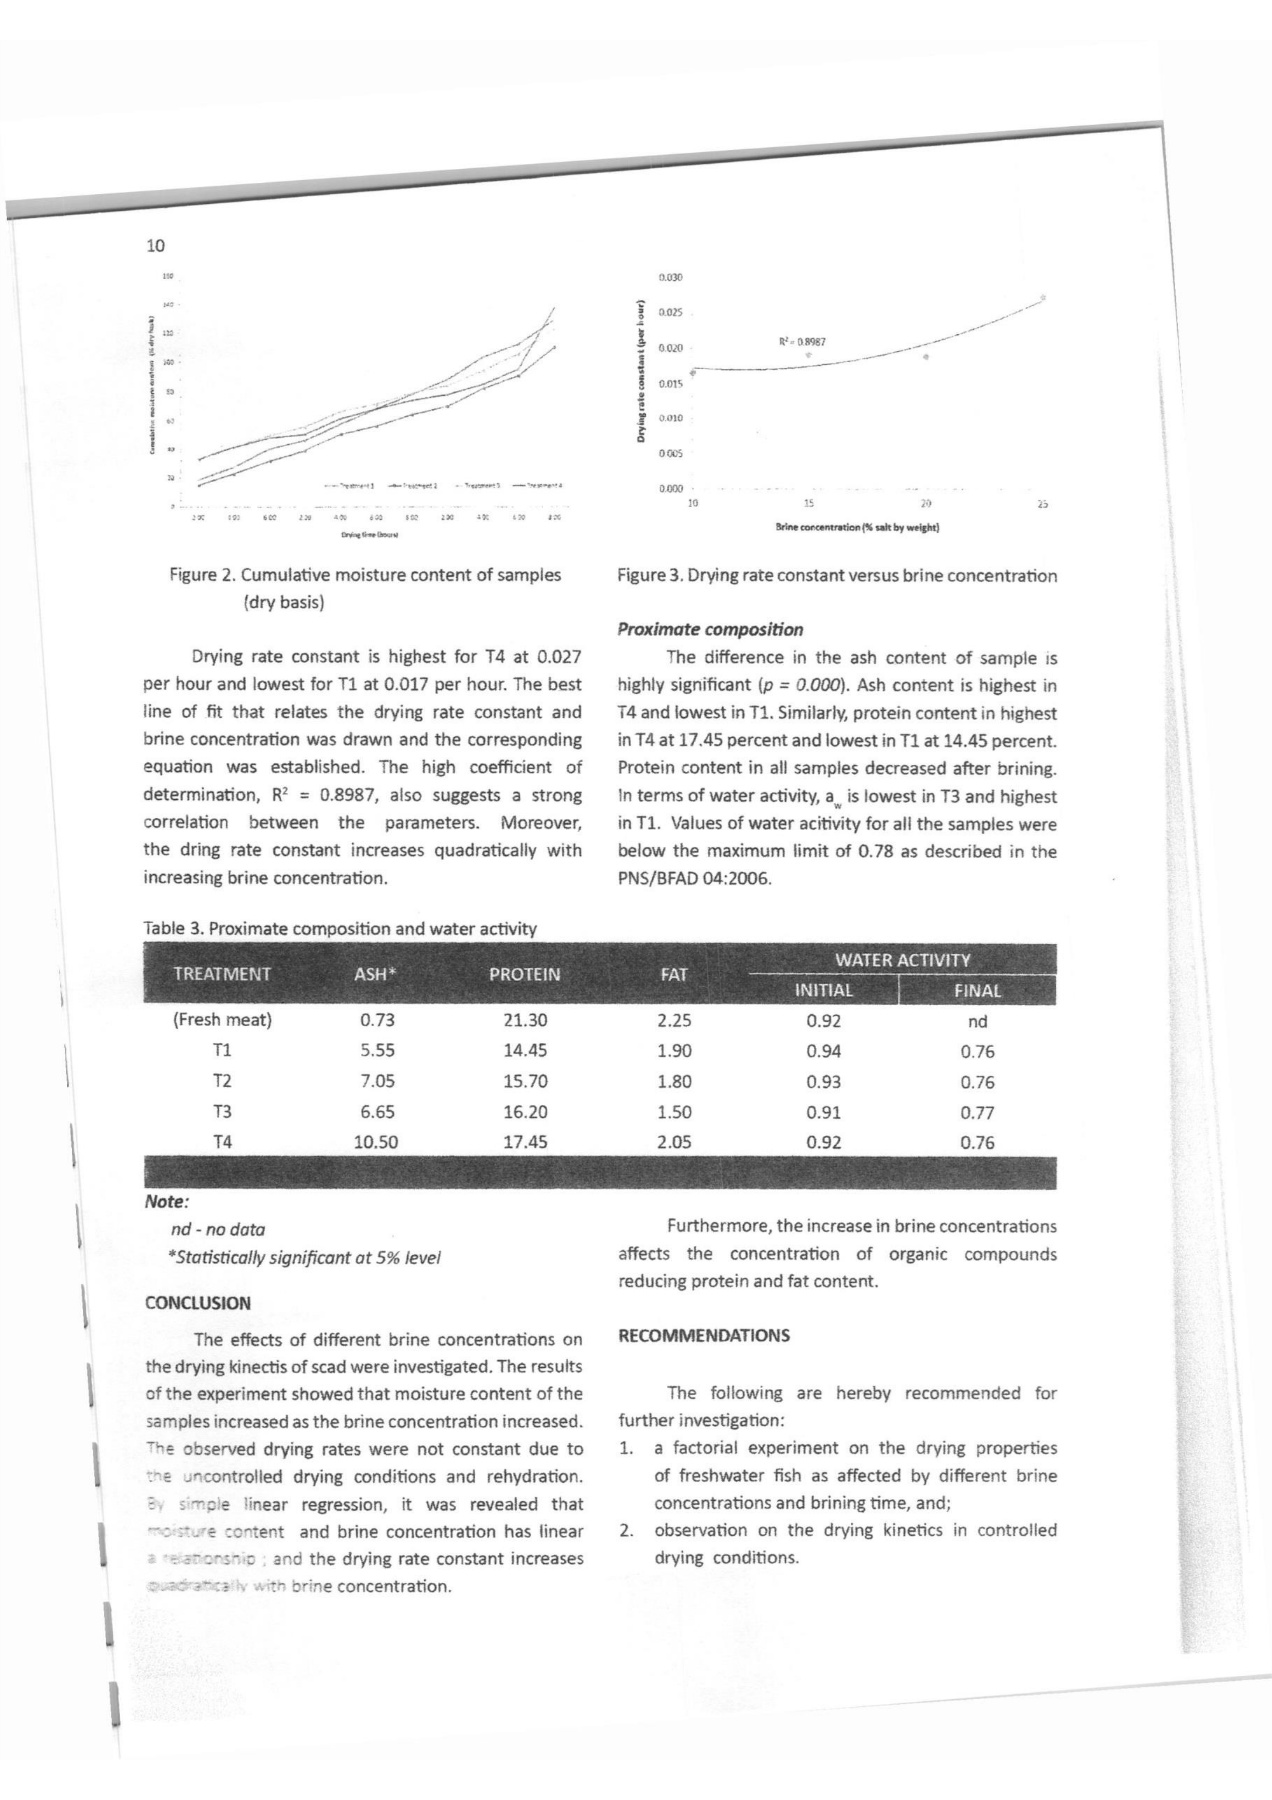 10
0.030
0.025
0.020
0.015
0.010
0.005
0.000
R² = 0.8987
10 15 20 25
Drying rate constant (per hour)
Brine concentration (% salt by weight)
Drying time (hours)
Figure 2. Cumulative moisture content of samples
(dry basis)
Drying rate constant is highest for T4 at 0.027
per hour and lowest for T1 at 0.017 per hour. The best
line of fit that relates the drying rate constant and
brine concentration was drawn and the corresponding
equation was established. The high coefficient of
determination, R² = 0.8987, also suggests a strong
correlation between the parameters. Moreover,
the dring rate constant increases quadratically with
increasing brine concentration.
Figure 3. Drying rate constant versus brine concentration
Proximate composition
The difference in the ash content of sample is
highly significant (p = 0.000). Ash content is highest in
T4 and lowest in T1. Similarly, protein content in highest
in T4 at 17.45 percent and lowest in T1 at 14.45 percent.
Protein content in all samples decreased after brining.
In terms of water activity, a w is lowest in T3 and highest
in T1. Values of water acitivity for all the samples were
below the maximum limit of 0.78 as described in the
PNS/BFAD 04:2006.
Table 3. Proximate composition and water activity
TREATMENT ASH* PROTEIN FAT WATER ACTIVITY
INITIAL FINAL
(Fresh meat) 0.73 21.30 2.25 0.92 nd
T1 5.55 14.45 1.90 0.94 0.76
T2 7.05 15.70 1.80 0.93 0.76
T3 6.65 16.20 1.50 0.91 0.77
T4 10.50 17.45 2.05 0.92 0.76
Note:
nd - no data
*Statistically significant at 5% level
CONCLUSION
The effects of different brine concentrations on
the drying kinectis of scad were investigated. The results
of the experiment showed that moisture content of the
samples increased as the brine concentration increased.
The observed drying rates were not constant due to
the uncontrolled drying conditions and rehydration.
By simple linear regression, it was revealed that
moisture content and brine concentration has linear
a relationship ; and the drying rate constant increases
quadratically with brine concentration.
Furthermore, the increase in brine concentrations
affects the concentration of organic compounds
reducing protein and fat content.
RECOMMENDATIONS
The following are hereby recommended for
further investigation:
1. a factorial experiment on the drying properties
of freshwater fish as affected by different brine
concentrations and brining time, and;
2. observation on the drying kinetics in controlled
drying conditions.